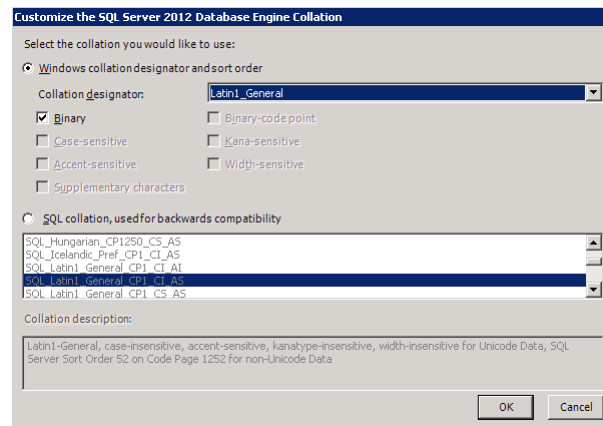 Customize the SQL Server 2012 Database Engine Collation
Select the collation you would like to use:
Windows collation designator and sort order
Collation designator: Latin1_General
Binary Binary-code point
Case-sensitive Kana-sensitive
Accent-sensitive Width-sensitive
Supplementary characters
SQL collation, used for backwards compatibility
SQL_Hungarian_CP1250_CS_AS
SQL_Icelandic_Pref_CP1_CI_AS
SQL_Latin1_General_CP1_CI_AI
SQL_Latin1_General_CP1_CI_AS
SQL_Latin1_General_CP1_CS_AS
Collation description:
Latin1-General, case-insensitive, accent-sensitive, kanatype-insensitive, width-insensitive for Unicode Data, SQL
Server Sort Order 52 on Code Page 1252 for non-Unicode Data
OK Cancel